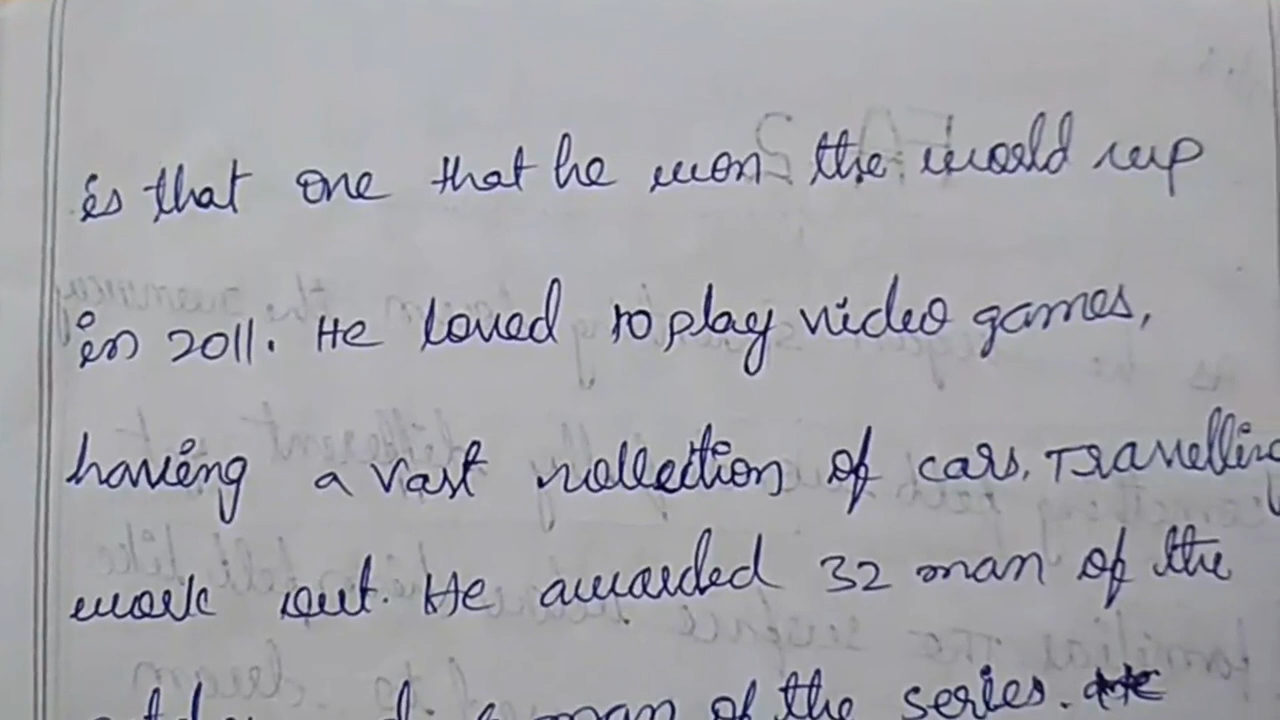 is that one that he won the world cup
in 2011. He loved to play video games,
having a vast collection of cars. Travelling
work out. He awarded 32 man of the
man of the series.